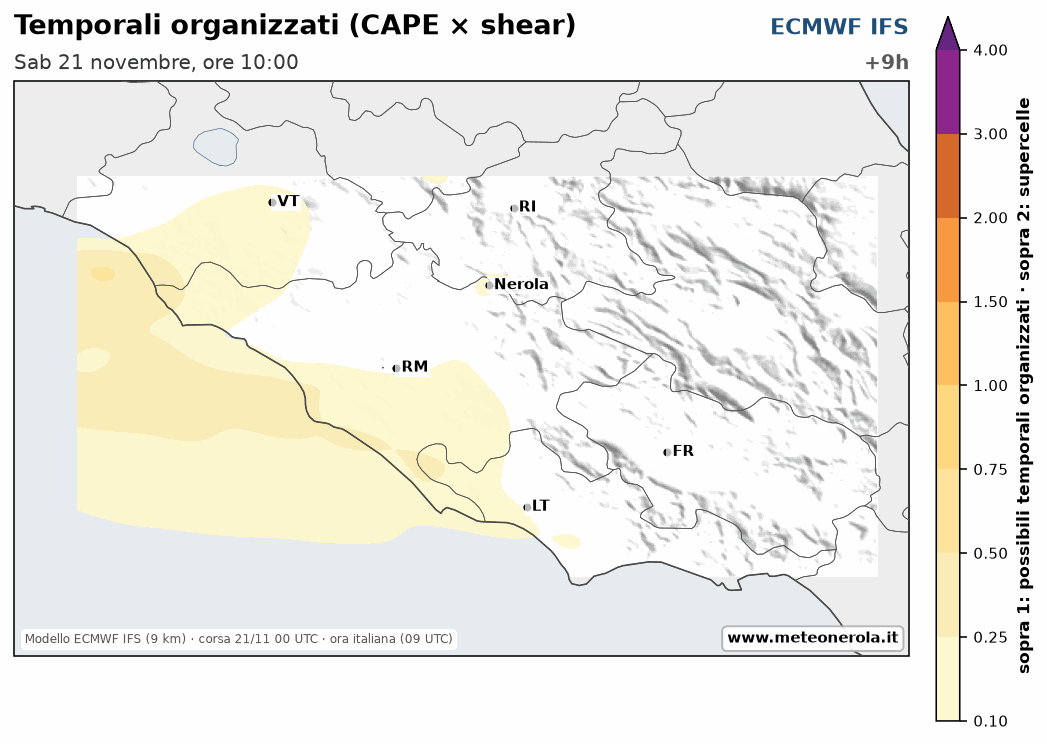 Temporali organizzati (CAPE × shear)
ECMWF IFS
Sab 21 novembre, ore 10:00
+9h
VT
RI
Nerola
RM
FR
LT
Modello ECMWF IFS (9 km) · corsa 21/11 00 UTC · ora italiana (09 UTC)
www.meteonerola.it
4.00
3.00
2.00
1.50
1.00
0.75
0.50
0.25
0.10
sopra 1: possibili temporali organizzati · sopra 2: supercelle